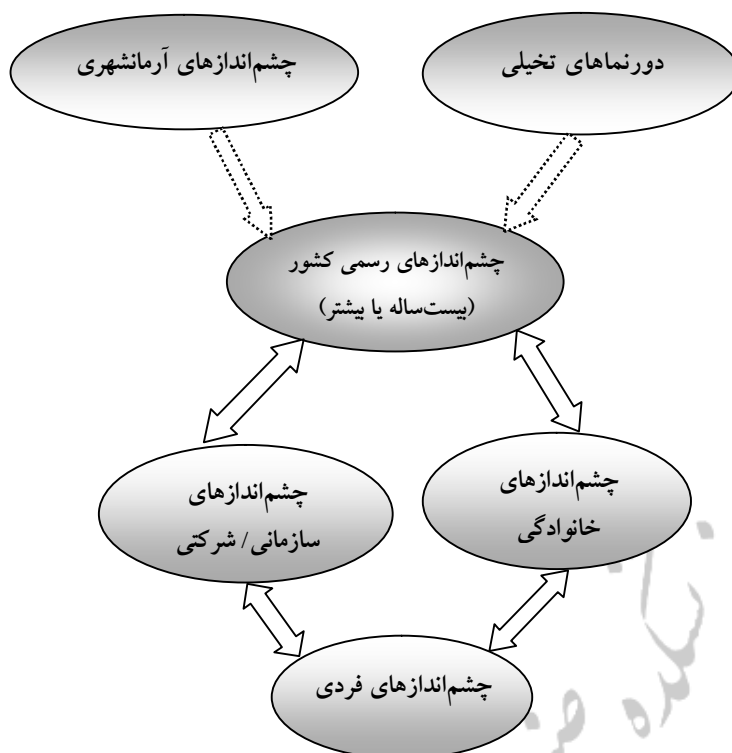 دورنماهای تخیلی
چشم‌اندازهای آرمانشهری
چشم‌اندازهای رسمی کشور
(بیست‌ساله یا بیشتر)
چشم‌اندازهای
خانوادگی
چشم‌اندازهای
سازمانی/ شرکتی
چشم‌اندازهای فردی